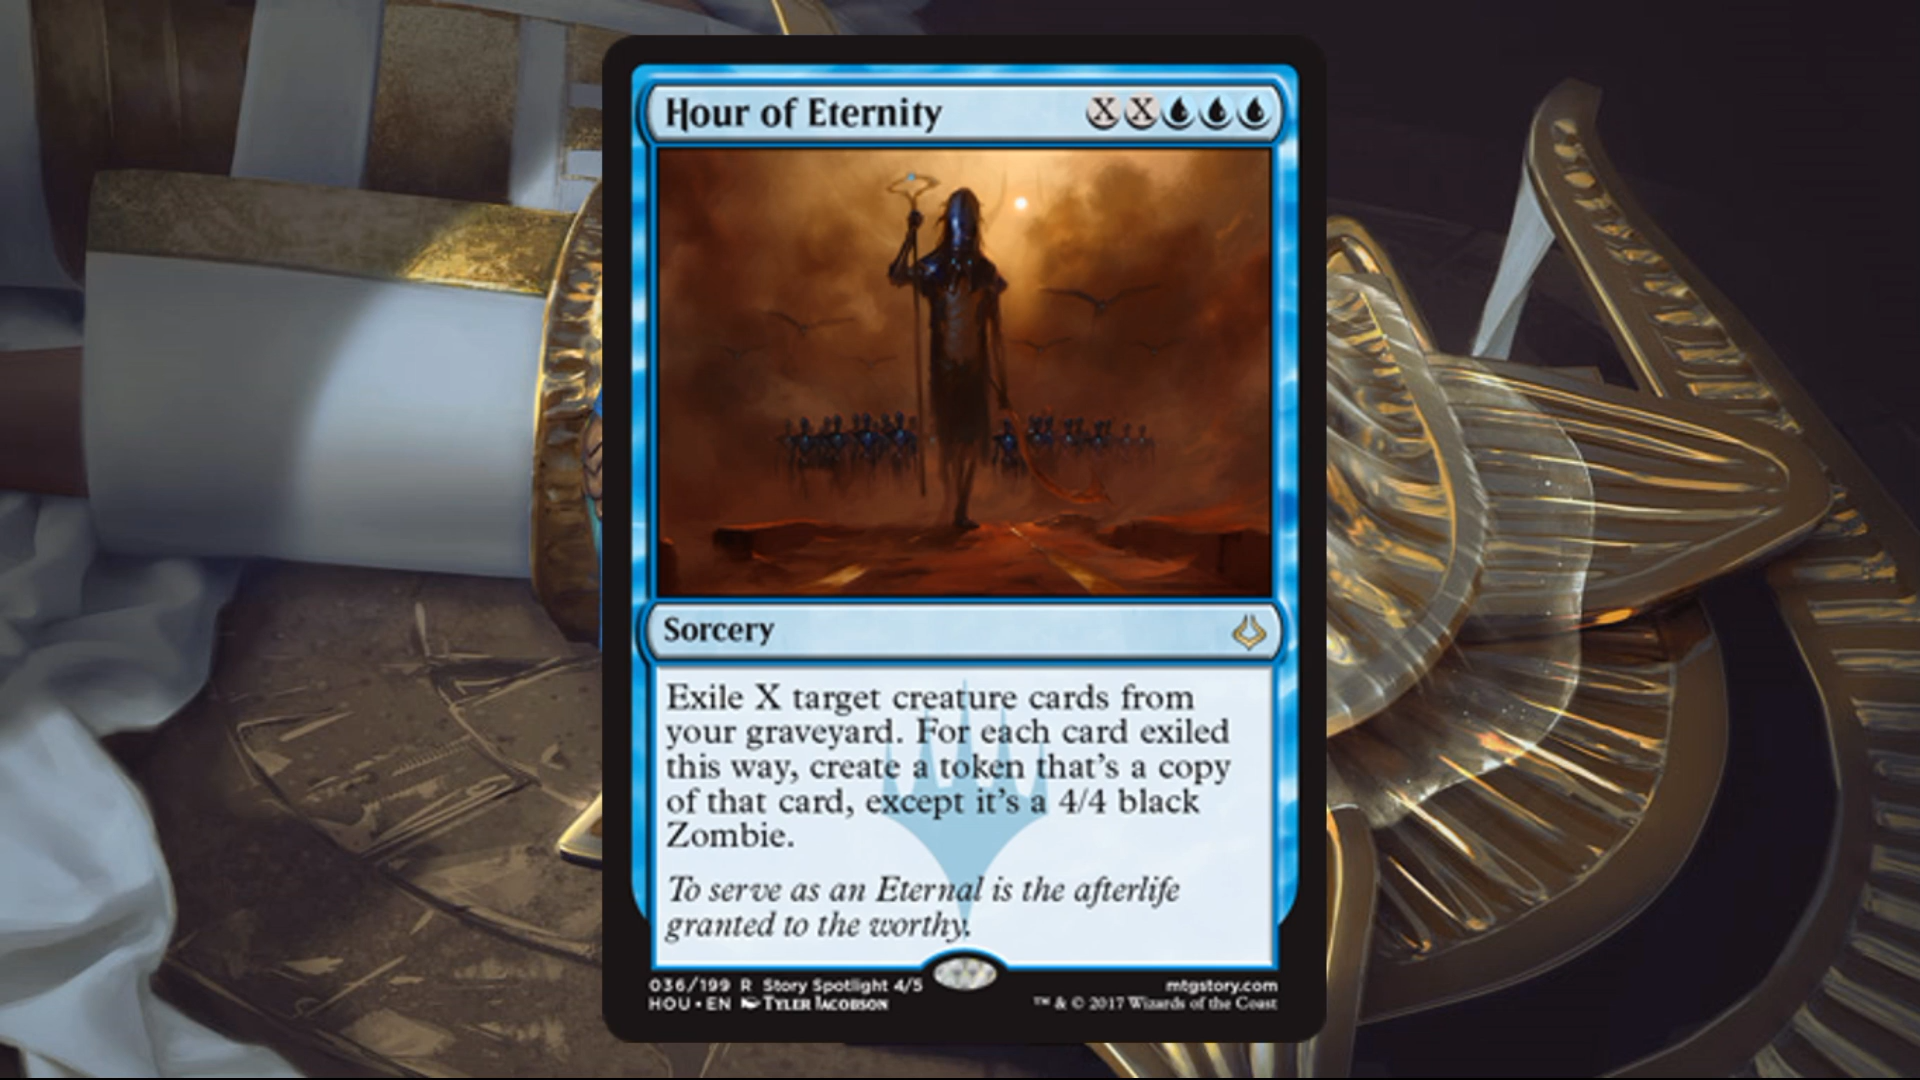 Hour of Eternity XX
Sorcery
Exile X target creature cards from
your graveyard. For each card exiled
this way, create a token that's a copy
of that card, except it's a 4/4 black
Zombie.
To serve as an Eternal is the afterlife
granted to the worthy.
036/199 R Story Spotlight 4/5
HOU • EN Tyler Jacobson
mtgstory.com
™ & © 2017 Wizards of the Coast